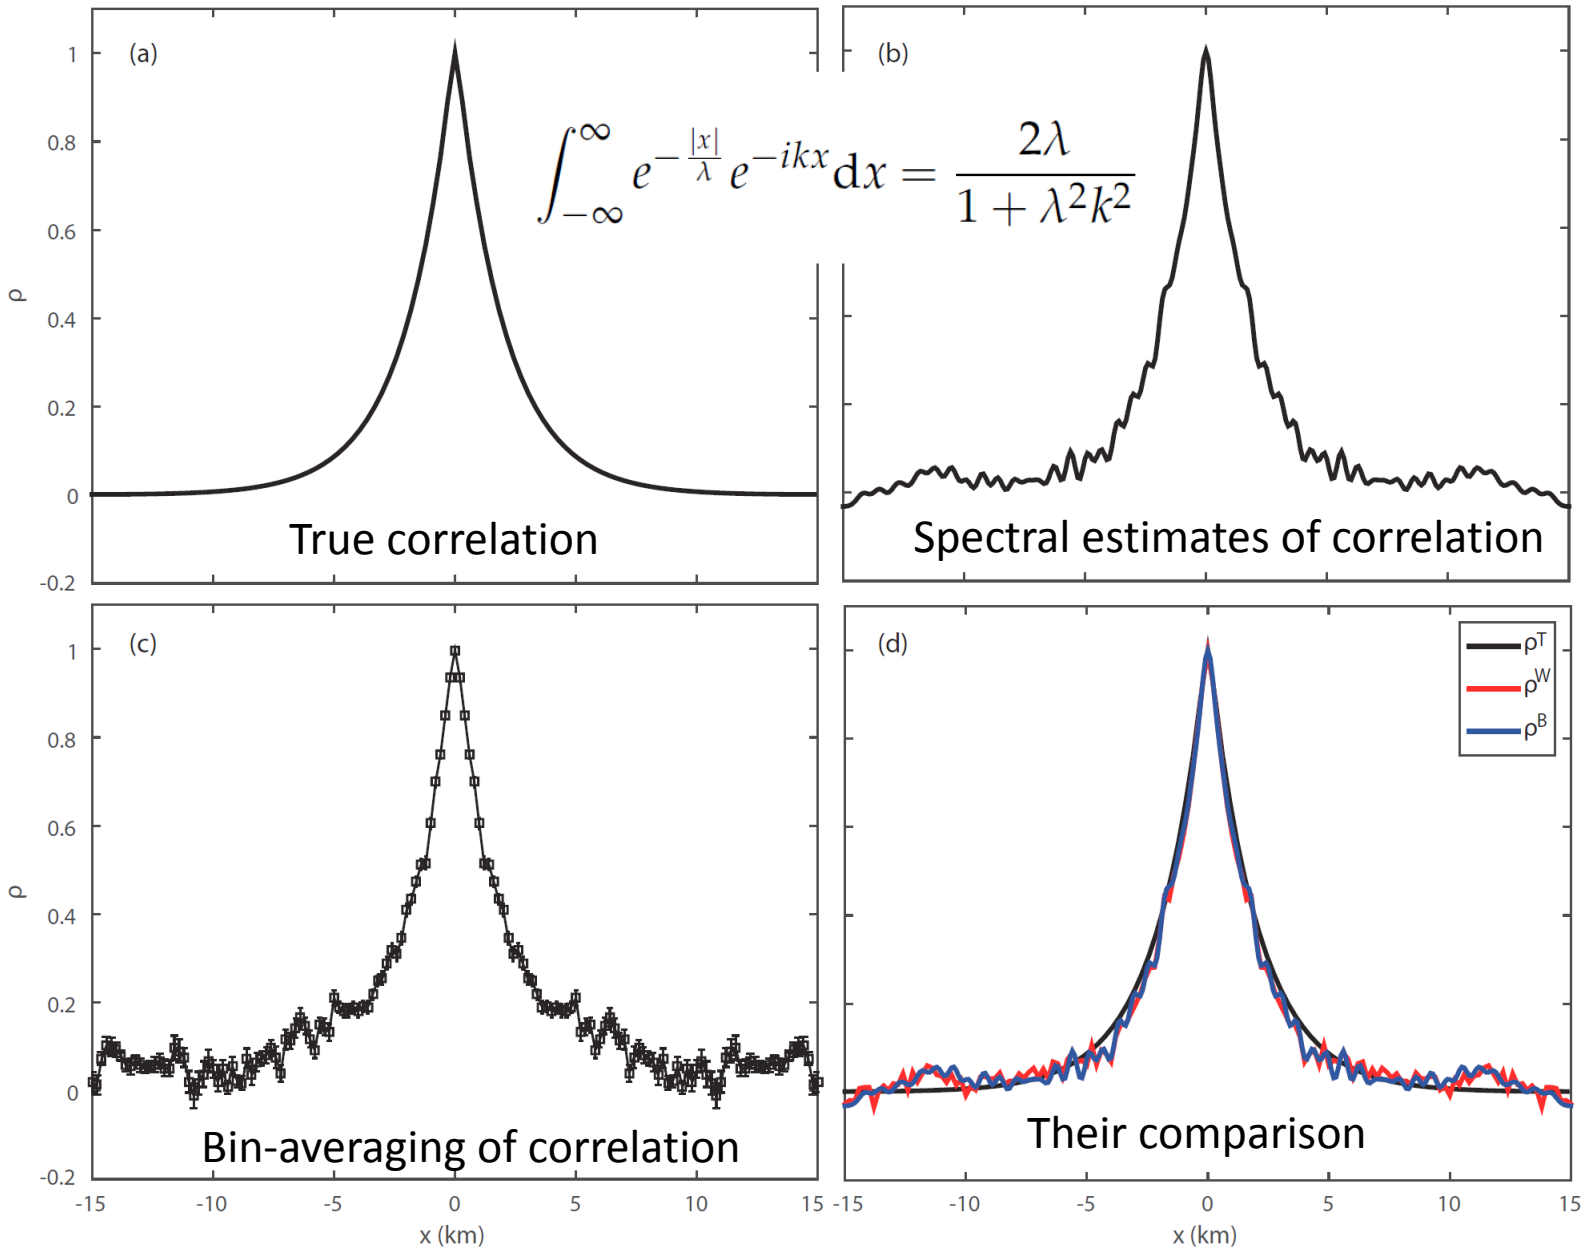 (a)
(b)
1
0.8
0.6
0.4
0.2
0
-0.2
ρ
∫_{-∞}^{∞} e^{-\frac{|x|}{λ}} e^{-ikx} dx = \frac{2λ}{1 + λ²k²}
True correlation
Spectral estimates of correlation
(c)
(d)
1
0.8
0.6
0.4
0.2
0
-0.2
ρ
ρ^T
ρ^W
ρ^B
Bin-averaging of correlation
Their comparison
-15 -10 -5 0 5 10 15
-15 -10 -5 0 5 10 15
x (km)
x (km)